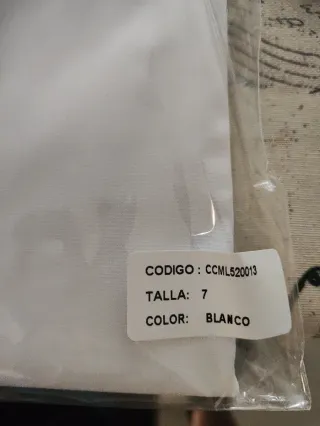 CODIGO : CCML520013
TALLA: 7
COLOR: BLANCO